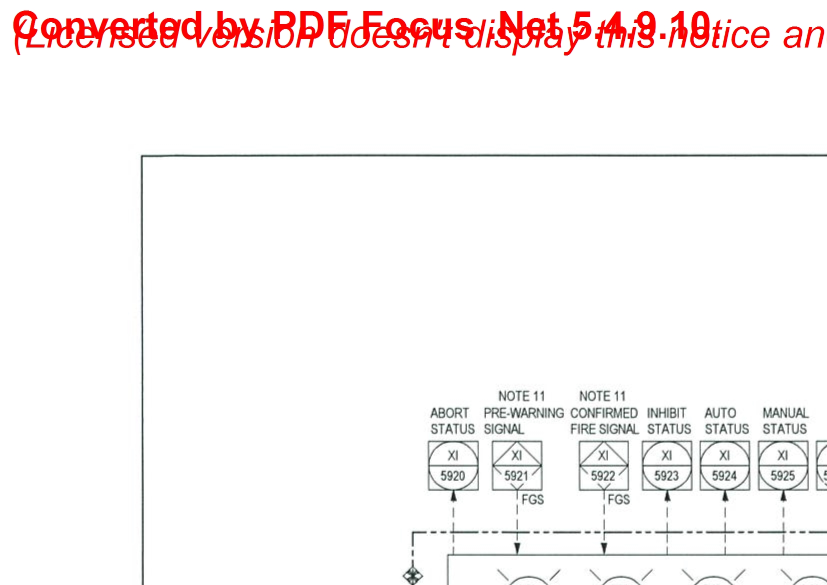 Converted by PDF Focus .Net 5.4.9.10.
(Licensed version doesn't display this notice an
NOTE 11 NOTE 11
ABORT PRE-WARNING CONFIRMED INHIBIT AUTO MANUAL
STATUS SIGNAL FIRE SIGNAL STATUS STATUS STATUS
XI XI XI XI XI XI
5920 5921 5922 5923 5924 5925
FGS FGS